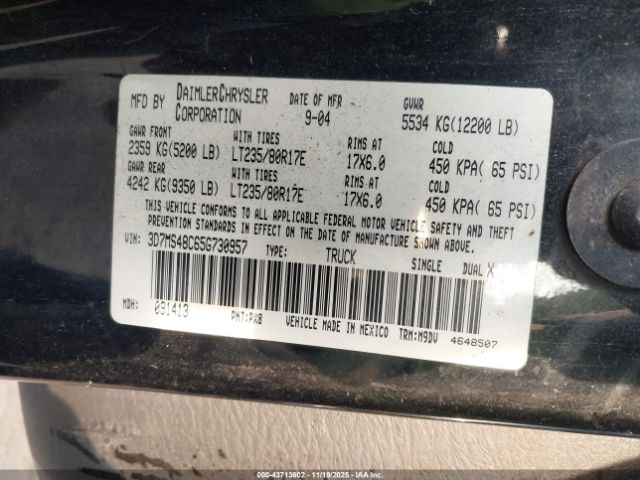 MFD BY DAIMLERCHRYSLER CORPORATION DATE OF MFR 9-04 GVWR 5534 KG(12200 LB)
GAWR FRONT WITH TIRES RIMS AT COLD
2359 KG(5200 LB) LT235/80R17E 17X6.0 450 KPA( 65 PSI)
GAWR REAR WITH TIRES RIMS AT COLD
4242 KG(9350 LB) LT235/80R17E 17X6.0 450 KPA( 65 PSI)
THIS VEHICLE CONFORMS TO ALL APPLICABLE FEDERAL MOTOR VEHICLE SAFETY AND THEFT
PREVENTION STANDARDS IN EFFECT ON THE DATE OF MANUFACTURE SHOWN ABOVE
VIN: 3D7MS48C65G730957 TYPE: TRUCK SINGLE DUAL X
MDH: 091413 PNT:PX8 VEHICLE MADE IN MEXICO TRM:M9DV 4648507
© 00-43713602 - 11/19/2025 - IAAI.COM